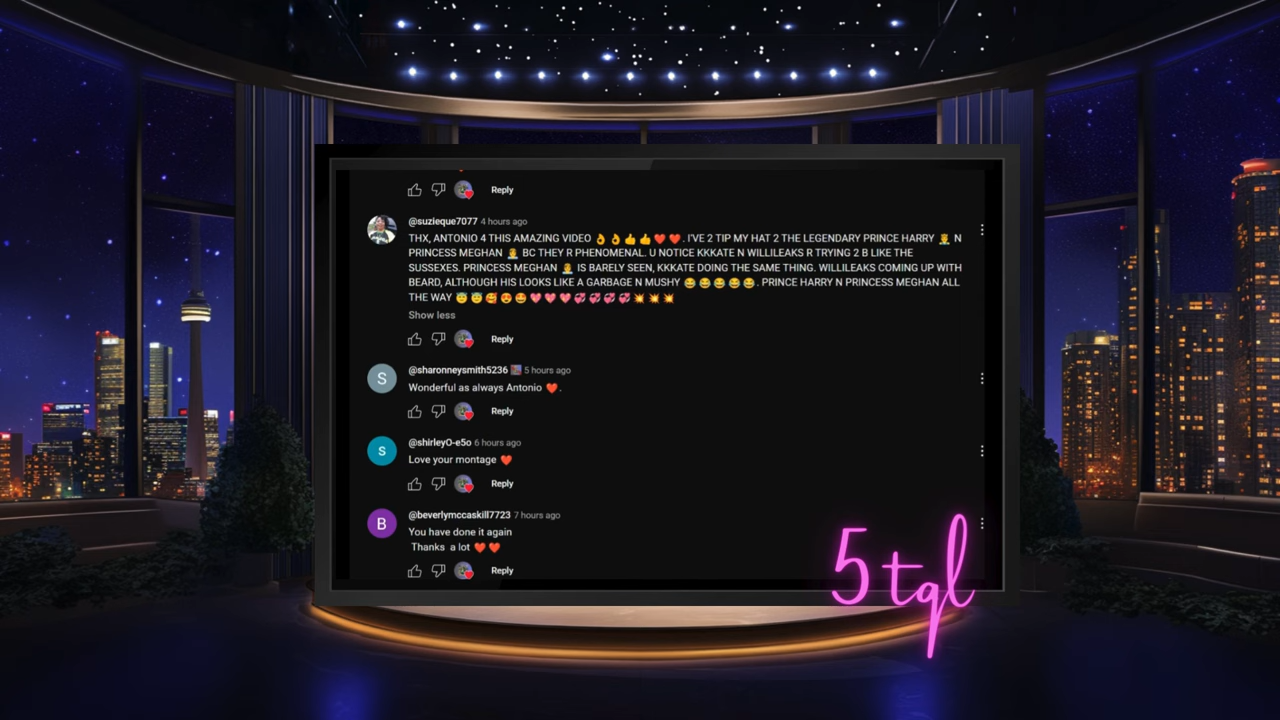 Reply
@suzieque7077 4 hours ago
THX, ANTONIO 4 THIS AMAZING VIDEO 👌👌👍👍❤️❤️. I'VE 2 TIP MY HAT 2 THE LEGENDARY PRINCE HARRY 🤴 N
PRINCESS MEGHAN 👸 BC THEY R PHENOMENAL. U NOTICE KKKATE N WILLILEAKS R TRYING 2 B LIKE THE
SUSSEXES. PRINCESS MEGHAN 👸 IS BARELY SEEN, KKKATE DOING THE SAME THING. WILLILEAKS COMING UP WITH
BEARD, ALTHOUGH HIS LOOKS LIKE A GARBAGE N MUSHY 😂😂😂😂😂. PRINCE HARRY N PRINCESS MEGHAN ALL
THE WAY 😇😇🥰😍🤩💖💖💖💞💞💞💞💥💥💥
Show less
Reply
@sharonneysmith5236 5 hours ago
Wonderful as always Antonio ❤️.
Reply
@shirleyO-e5o 6 hours ago
Love your montage ❤️
Reply
@beverlymccaskill7723 7 hours ago
You have done it again
Thanks a lot ❤️❤️
Reply
S
S
B
5 tql